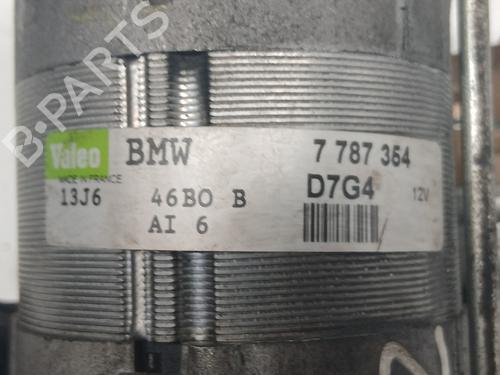 B-PARTS
Valeo BMW 7 787 354
MADE IN FRANCE
13J6 46BO B D7G4 12V
AI 6